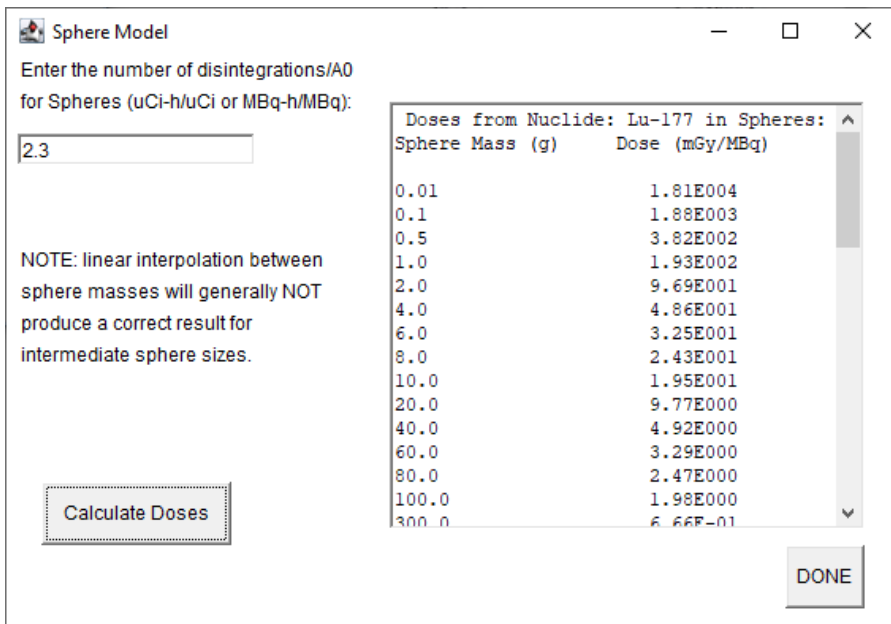 Sphere Model
Enter the number of disintegrations/A0
for Spheres (uCi-h/uCi or MBq-h/MBq):
2.3
NOTE: linear interpolation between
sphere masses will generally NOT
produce a correct result for
intermediate sphere sizes.
Calculate Doses
Doses from Nuclide: Lu-177 in Spheres:
Sphere Mass (g) Dose (mGy/MBq)
0.01 1.81E004
0.1 1.88E003
0.5 3.82E002
1.0 1.93E002
2.0 9.69E001
4.0 4.86E001
6.0 3.25E001
8.0 2.43E001
10.0 1.95E001
20.0 9.77E000
40.0 4.92E000
60.0 3.29E000
80.0 2.47E000
100.0 1.98E000
300.0 6.66E-01
DONE